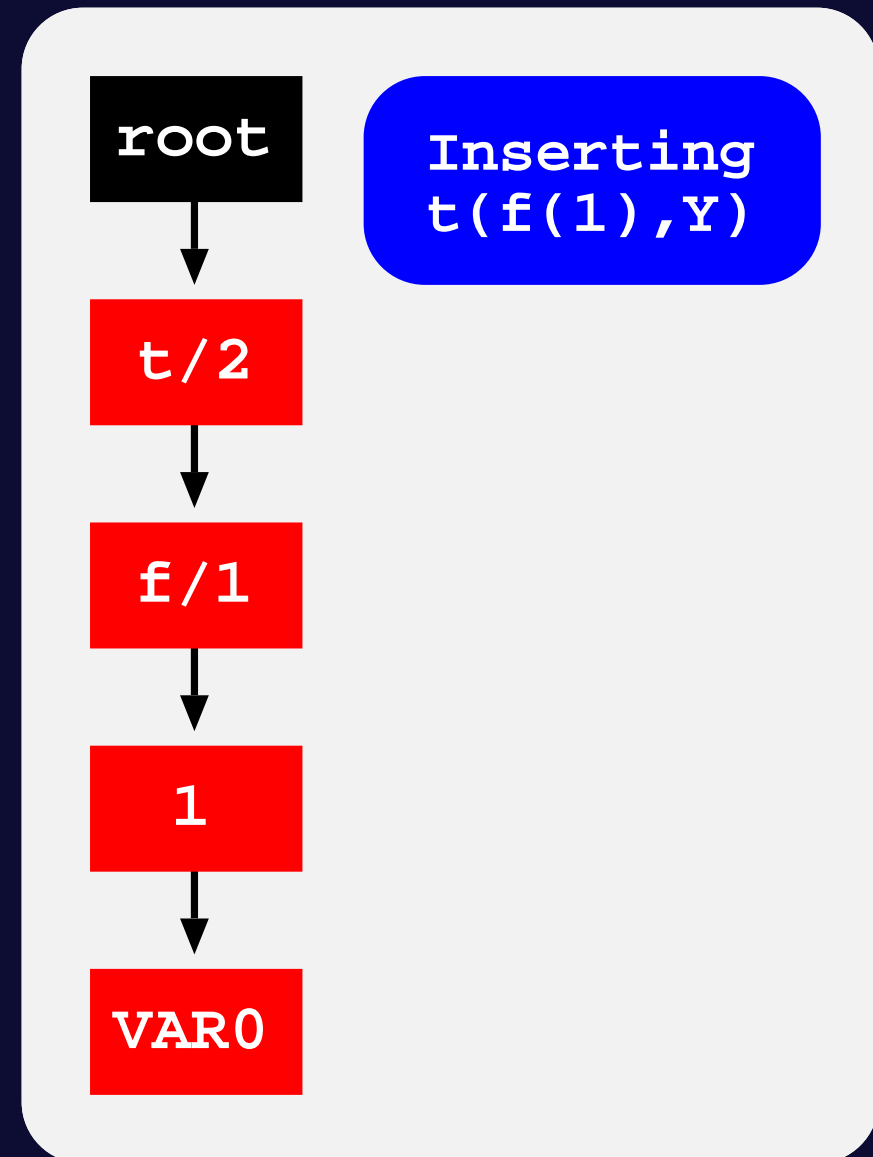 root
Inserting
t(f(1),Y)
t/2
f/1
1
VAR0